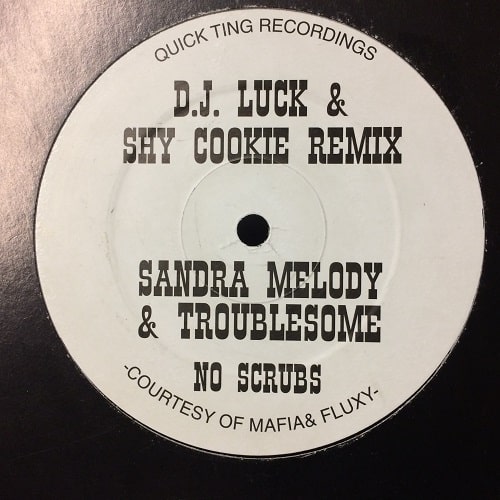 QUICK TING RECORDINGS
D.J. LUCK &
SHY COOKIE REMIX
SANDRA MELODY
& TROUBLESOME
NO SCRUBS
-COURTESY OF MAFIA& FLUXY-